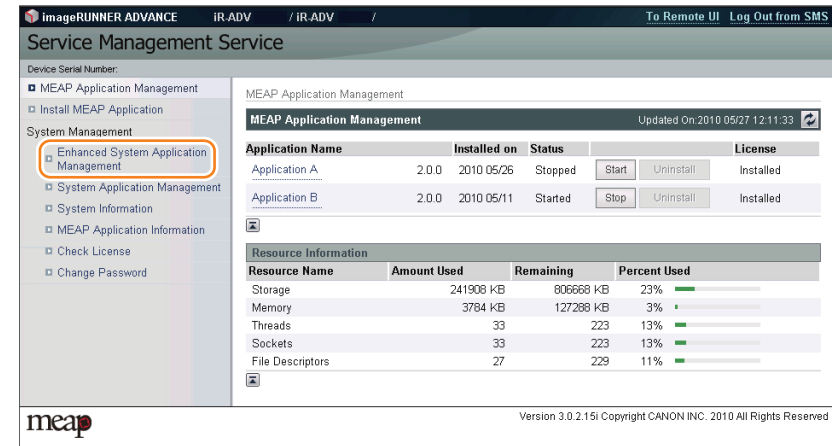 imageRUNNER ADVANCE iR-ADV / iR-ADV / To Remote UI Log Out from SMS
Service Management Service
Device Serial Number:
MEAP Application Management
Install MEAP Application
System Management
Enhanced System Application
Management
System Application Management
System Information
MEAP Application Information
Check License
Change Password
MEAP Application Management
MEAP Application Management Updated On:2010 05/27 12:11:33
Application Name Installed on Status License
Application A 2.0.0 2010 05/26 Stopped Start Uninstall Installed
Application B 2.0.0 2010 05/11 Started Stop Uninstall Installed
Resource Information
Resource Name Amount Used Remaining Percent Used
Storage 241908 KB 806668 KB 23%
Memory 3784 KB 127288 KB 3%
Threads 33 223 13%
Sockets 33 223 13%
File Descriptors 27 229 11%
meap Version 3.0.2.15i Copyright CANON INC. 2010 All Rights Reserved